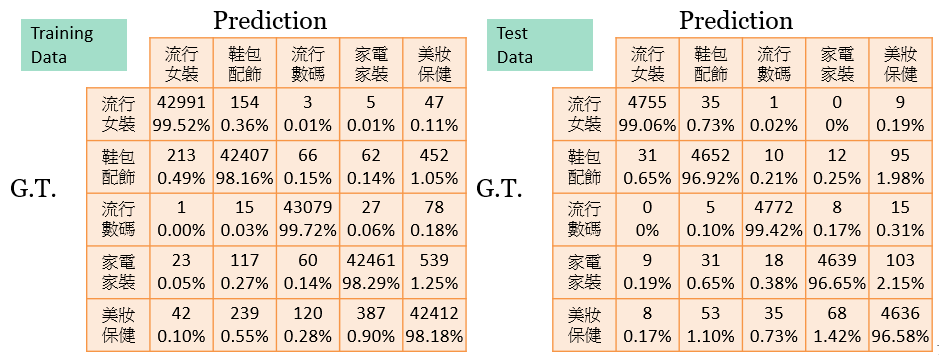 Prediction
Training
Data
流行 鞋包 流行 家電 美妝
女裝 配飾 數碼 家裝 保健
流行 42991 154 3 5 47
女裝 99.52% 0.36% 0.01% 0.01% 0.11%
鞋包 213 42407 66 62 452
配飾 0.49% 98.16% 0.15% 0.14% 1.05%
G.T.
流行 1 15 43079 27 78
數碼 0.00% 0.03% 99.72% 0.06% 0.18%
家電 23 117 60 42461 539
家裝 0.05% 0.27% 0.14% 98.29% 1.25%
美妝 42 239 120 387 42412
保健 0.10% 0.55% 0.28% 0.90% 98.18%
Prediction
Test
Data
流行 鞋包 流行 家電 美妝
女裝 配飾 數碼 家裝 保健
流行 4755 35 1 0 9
女裝 99.06% 0.73% 0.02% 0% 0.19%
鞋包 31 4652 10 12 95
配飾 0.65% 96.92% 0.21% 0.25% 1.98%
G.T.
流行 0 5 4772 8 15
數碼 0% 0.10% 99.42% 0.17% 0.31%
家電 9 31 18 4639 103
家裝 0.19% 0.65% 0.38% 96.65% 2.15%
美妝 8 53 35 68 4636
保健 0.17% 1.10% 0.73% 1.42% 96.58%